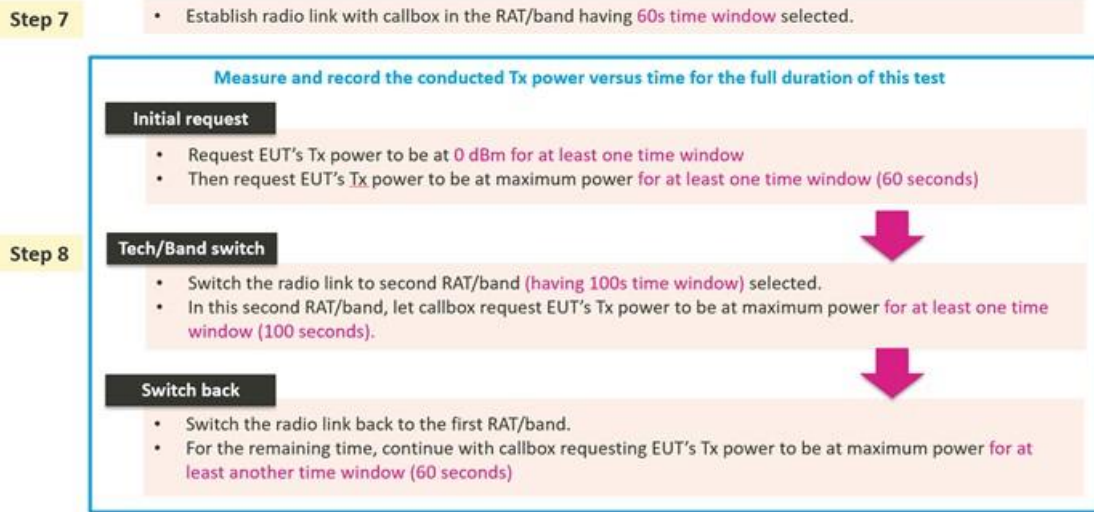 Step 7
• Establish radio link with callbox in the RAT/band having 60s time window selected.
Measure and record the conducted Tx power versus time for the full duration of this test
Initial request
• Request EUT's Tx power to be at 0 dBm for at least one time window
• Then request EUT's Tx power to be at maximum power for at least one time window (60 seconds)
Step 8
Tech/Band switch
• Switch the radio link to second RAT/band (having 100s time window) selected.
• In this second RAT/band, let callbox request EUT's Tx power to be at maximum power for at least one time
window (100 seconds).
Switch back
• Switch the radio link back to the first RAT/band.
• For the remaining time, continue with callbox requesting EUT's Tx power to be at maximum power for at
least another time window (60 seconds)